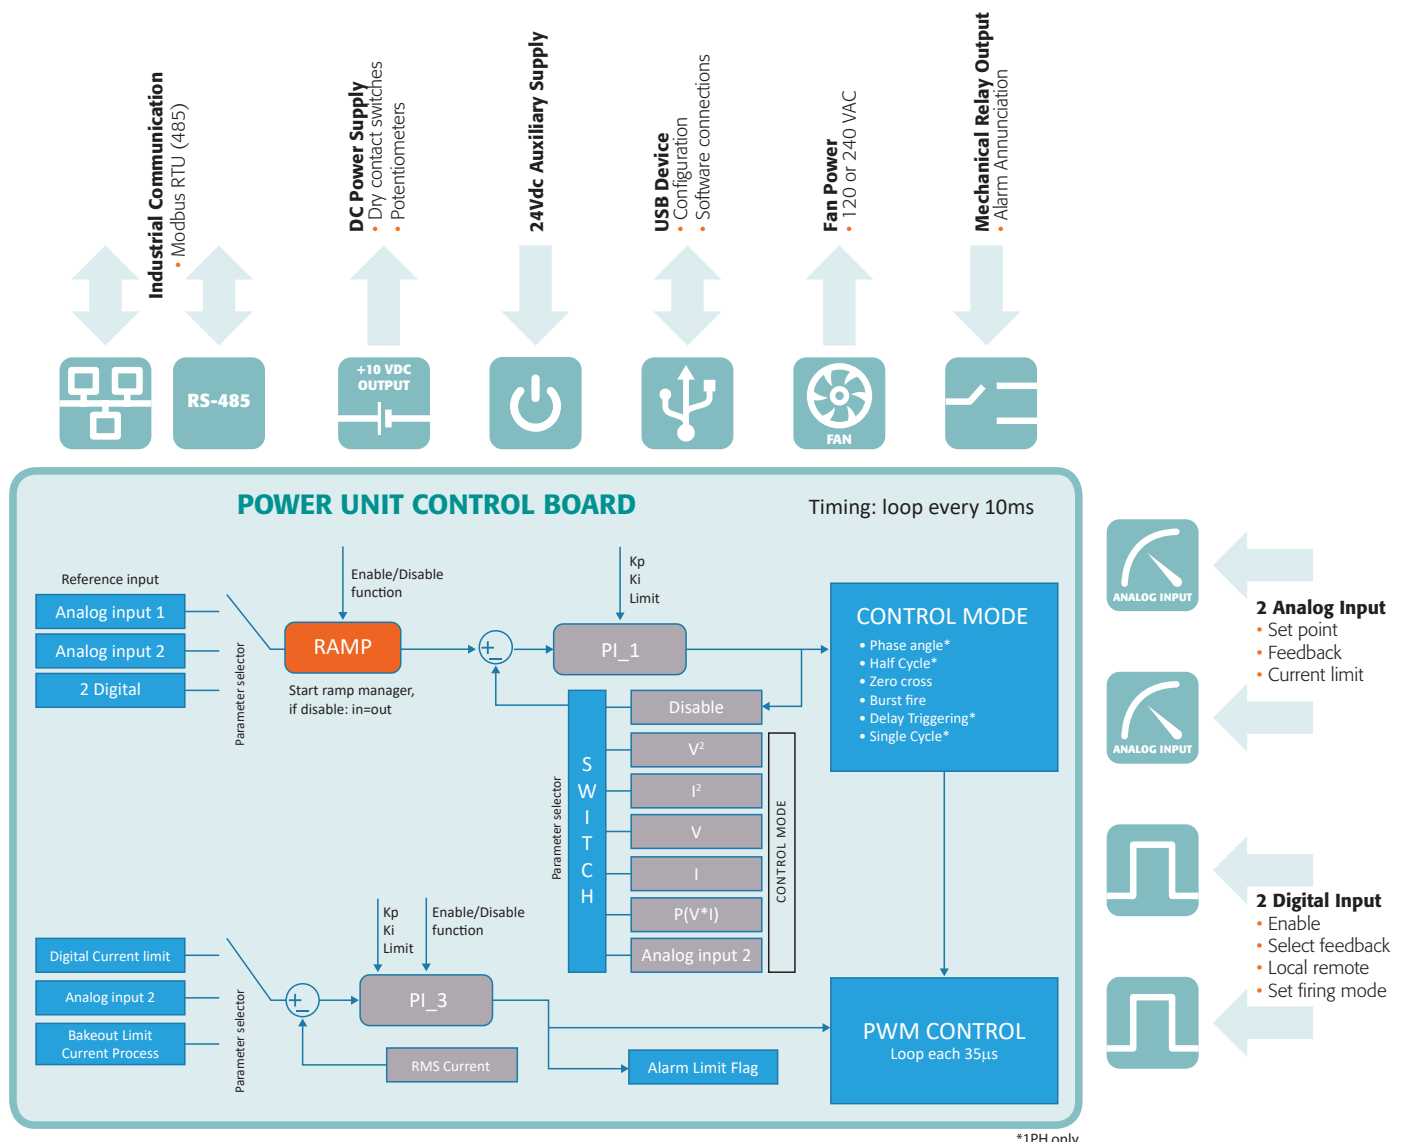 Industrial Communication
• Modbus RTU (485)
DC Power Supply
• Dry contact switches
• Potentiometers
24Vdc Auxiliary Supply
USB Device
• Configuration
• Software connections
Fan Power
• 120 or 240 VAC
Mechanical Relay Output
• Alarm Annunciation
RS-485
+10 VDC
OUTPUT
FAN
POWER UNIT CONTROL BOARD
Timing: loop every 10ms
Reference input
Analog input 1
Analog input 2
2 Digital
Parameter selector
Enable/Disable
function
RAMP
Start ramp manager,
if disable: in=out
+
−
Kp
Ki
Limit
PI_1
CONTROL MODE
• Phase angle*
• Half Cycle*
• Zero cross
• Burst fire
• Delay Triggering*
• Single Cycle*
Parameter selector
SWITCH
Disable
V²
I²
V
I
P(V*I)
Analog input 2
CONTROL MODE
Digital Current limit
Analog input 2
Bakeout Limit
Current Process
Parameter selector
+
−
Kp
Ki
Limit
Enable/Disable
function
PI_3
RMS Current
Alarm Limit Flag
PWM CONTROL
Loop each 35µs
ANALOG INPUT
ANALOG INPUT
2 Analog Input
• Set point
• Feedback
• Current limit
2 Digital Input
• Enable
• Select feedback
• Local remote
• Set firing mode
*1PH only